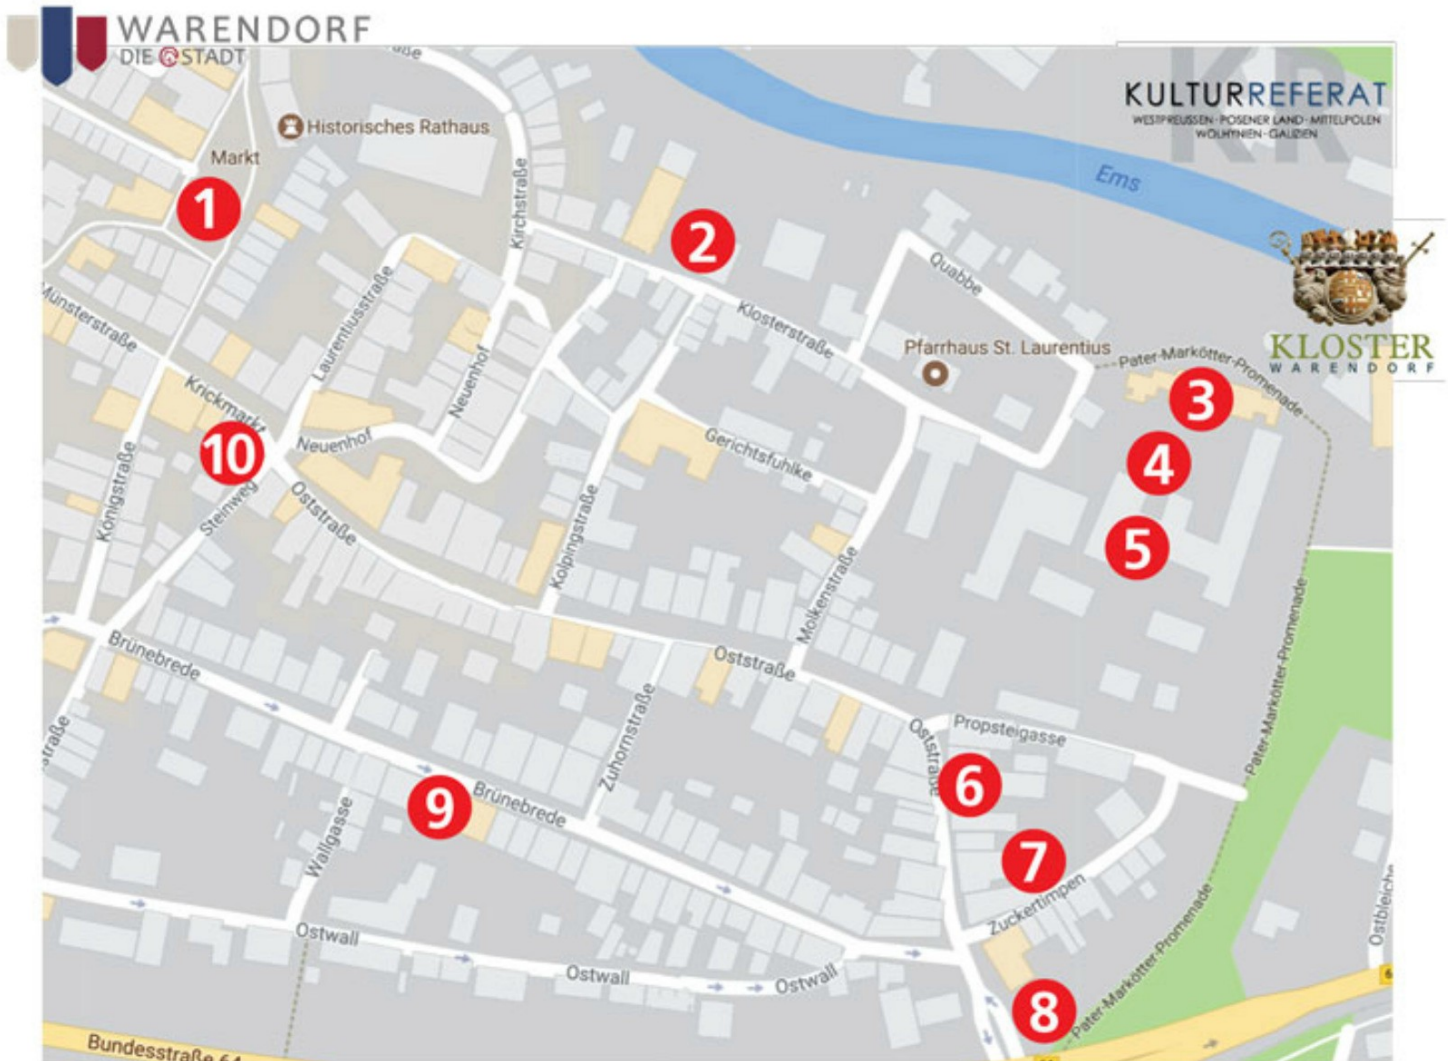 WARENDORF
DIE STADT
KULTURREFERAT
WESTPREUSSEN · POSENER LAND · MITTELPOLEN
WOLHYNIEN · GALIZIEN
Historisches Rathaus
Markt
1
Kirchstraße
Ems
2
Quabbe
KLOSTER
WARENDORF
Münsterstraße
Laurentiusstraße
Klosterstraße
Pfarrhaus St. Laurentius
Pater-Markötter-Promenade
3
Krickmarkt
Neuenhof
4
10
Neuenhof
Gerichtsfuhlke
Königstraße
Steinweg
Oststraße
Kolpingstraße
5
Molkenstraße
Pater-Markötter-Promenade
Brünebrede
Oststraße
Zuhornstraße
Propsteigasse
Oststraße
6
9
Brünebrede
Wallgasse
7
Zuckertimpen
Pater-Markötter-Promenade
Ostbleiche
Ostwall
Ostwall
Ostwall
8
Bundesstraße 64